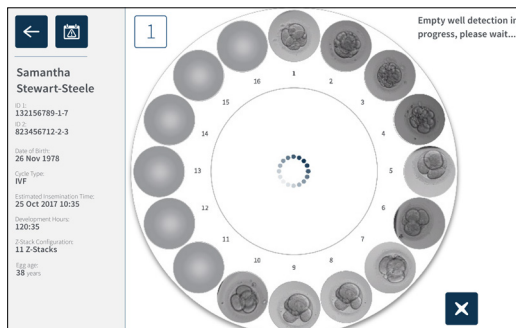 1
Empty well detection in
progress, please wait...
Samantha
Stewart-Steele
ID 1:
132156789-1-7
ID 2:
823456712-2-3
Date of Birth:
26 Nov 1978
Cycle Type:
IVF
Estimated Insemination Time:
25 Oct 2017 10:35
Development Hours:
120:35
Z-Stack Configuration:
11 Z-Stacks
Egg age:
38 years
1
2
3
4
5
6
7
8
9
10
11
12
13
14
15
16